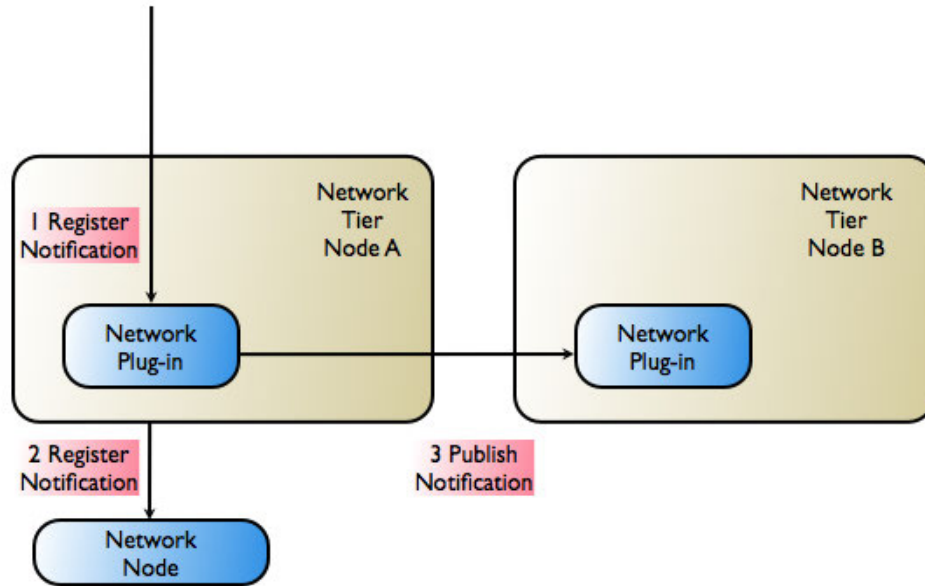 Network
Tier
Node A
Network
Tier
Node B
1 Register
Notification
Network
Plug-in
Network
Plug-in
2 Register
Notification
3 Publish
Notification
Network
Node